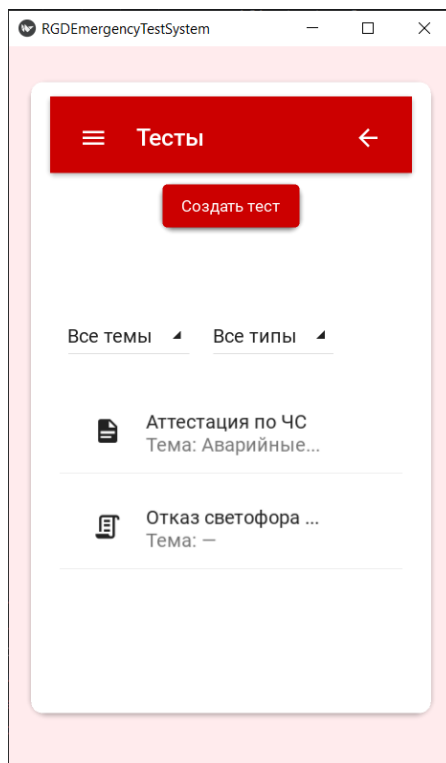 RGDEmergencyTestSystem
Тесты
Создать тест
Все темы Все типы
Аттестация по ЧС
Тема: Аварийные...
Отказ светофора ...
Тема: —